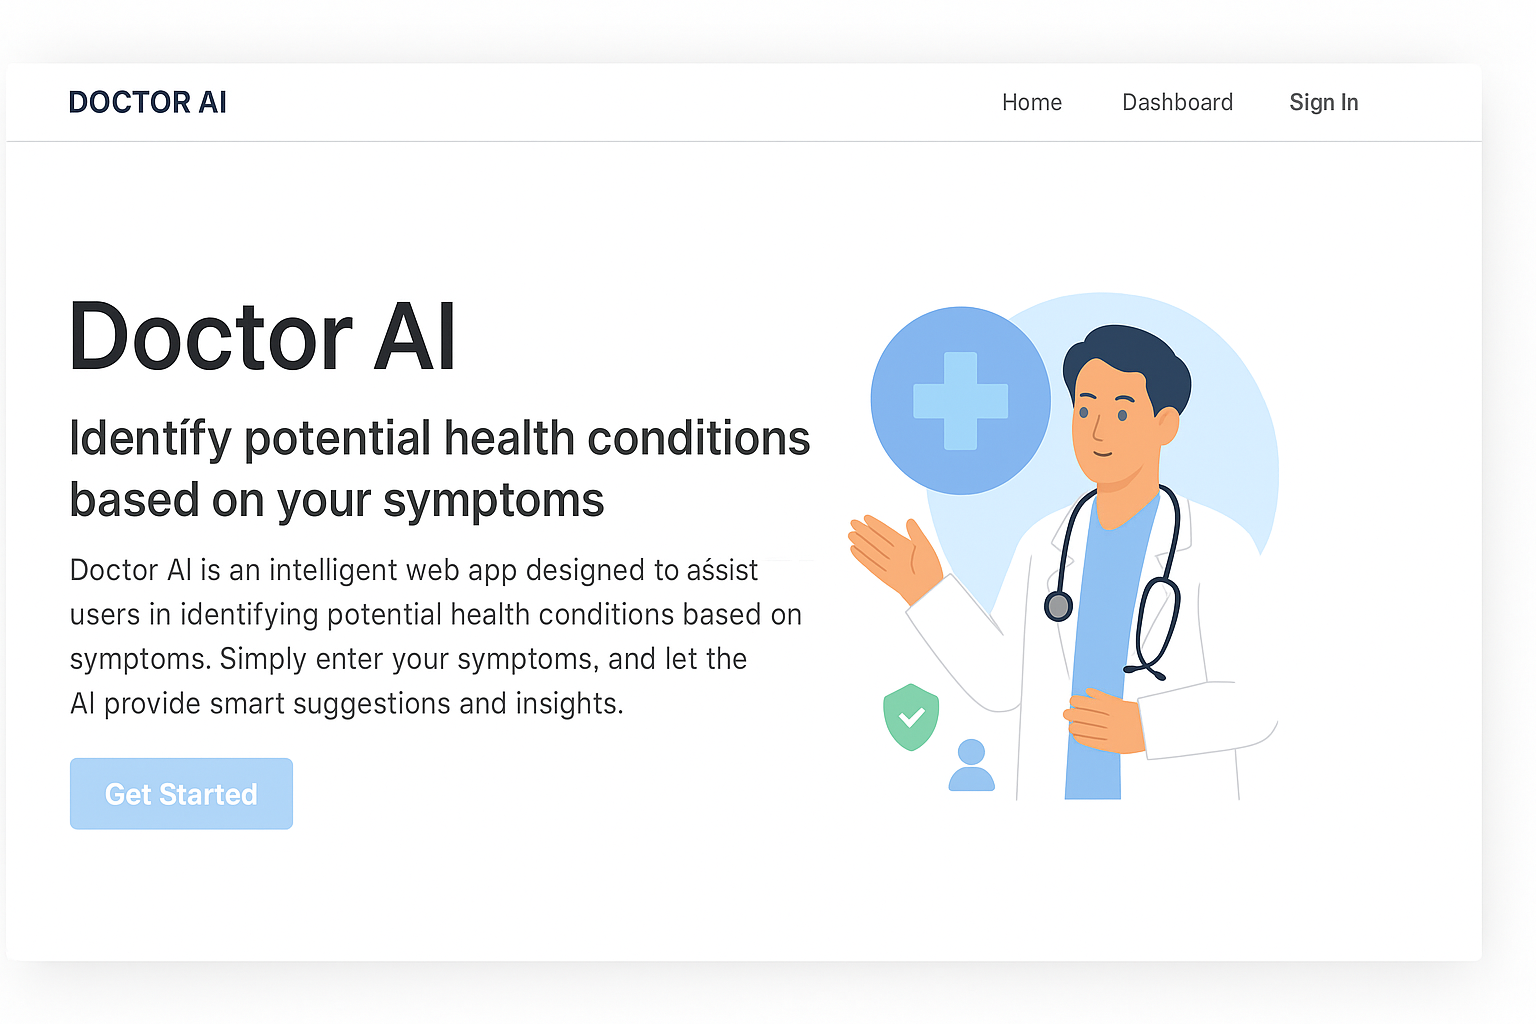 DOCTOR AI
Home Dashboard Sign In
Doctor AI
Identífy potential health conditions
based on your symptoms
Doctor AI is an intelligent web app designed to aśsist
users in identifying potential health conditions based on
symptoms. Simply enter your symptoms, and let the
AI provide smart suggestions and insights.
Get Started